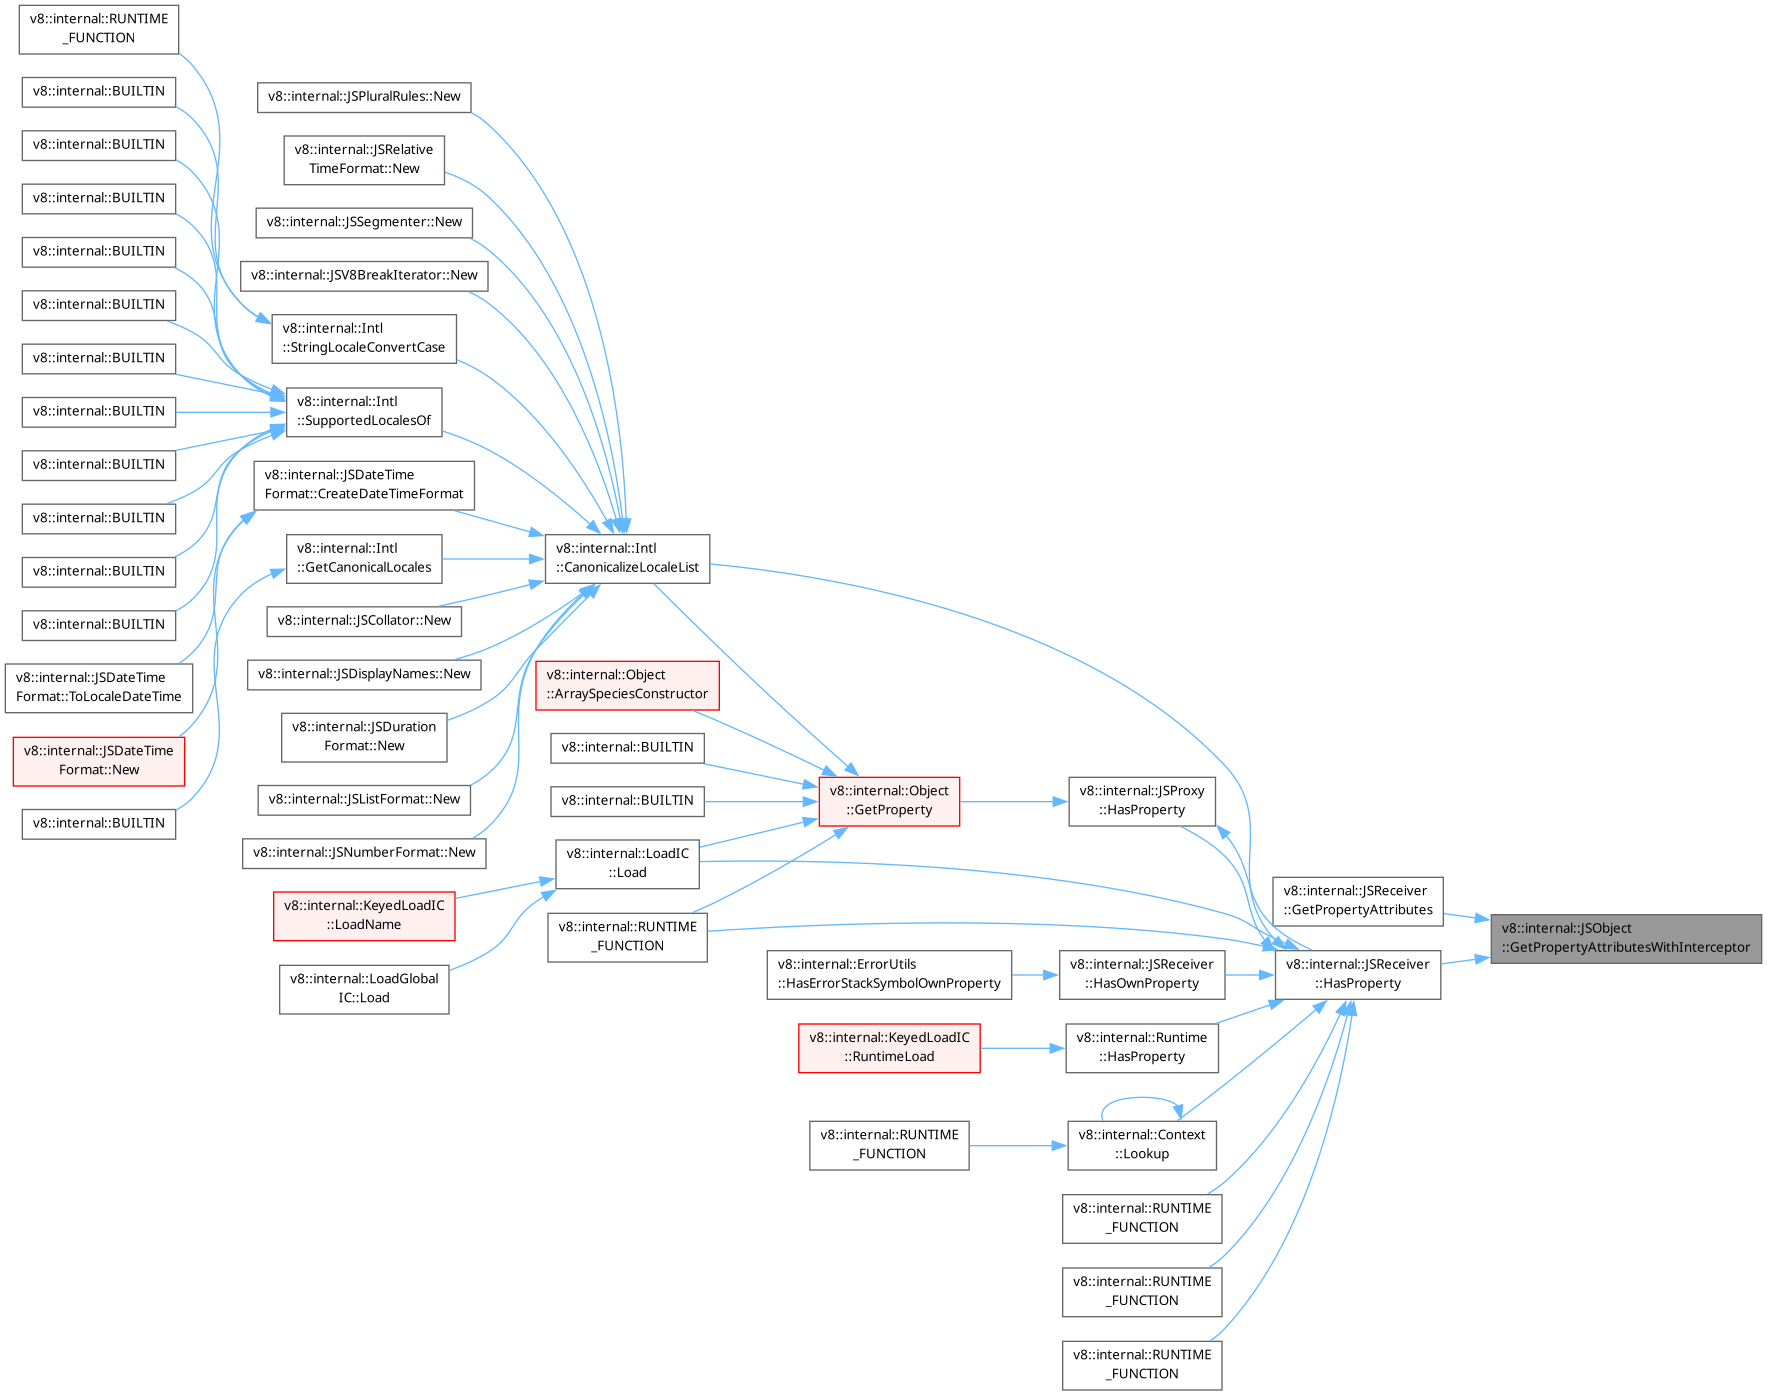 v8::internal::RUNTIME
_FUNCTION
v8::internal::BUILTIN
v8::internal::BUILTIN
v8::internal::BUILTIN
v8::internal::BUILTIN
v8::internal::BUILTIN
v8::internal::BUILTIN
v8::internal::BUILTIN
v8::internal::BUILTIN
v8::internal::BUILTIN
v8::internal::BUILTIN
v8::internal::BUILTIN
v8::internal::JSDateTime
Format::ToLocaleDateTime
v8::internal::JSDateTime
Format::New
v8::internal::BUILTIN
v8::internal::JSPluralRules::New
v8::internal::JSRelative
TimeFormat::New
v8::internal::JSSegmenter::New
v8::internal::JSV8BreakIterator::New
v8::internal::Intl
::StringLocaleConvertCase
v8::internal::Intl
::SupportedLocalesOf
v8::internal::JSDateTime
Format::CreateDateTimeFormat
v8::internal::Intl
::GetCanonicalLocales
v8::internal::JSCollator::New
v8::internal::JSDisplayNames::New
v8::internal::JSDuration
Format::New
v8::internal::JSListFormat::New
v8::internal::JSNumberFormat::New
v8::internal::KeyedLoadIC
::LoadName
v8::internal::LoadGlobal
IC::Load
v8::internal::Intl
::CanonicalizeLocaleList
v8::internal::Object
::ArraySpeciesConstructor
v8::internal::BUILTIN
v8::internal::BUILTIN
v8::internal::LoadIC
::Load
v8::internal::RUNTIME
_FUNCTION
v8::internal::Object
::GetProperty
v8::internal::ErrorUtils
::HasErrorStackSymbolOwnProperty
v8::internal::KeyedLoadIC
::RuntimeLoad
v8::internal::RUNTIME
_FUNCTION
v8::internal::JSProxy
::HasProperty
v8::internal::JSReceiver
::HasOwnProperty
v8::internal::Runtime
::HasProperty
v8::internal::Context
::Lookup
v8::internal::RUNTIME
_FUNCTION
v8::internal::RUNTIME
_FUNCTION
v8::internal::RUNTIME
_FUNCTION
v8::internal::JSReceiver
::GetPropertyAttributes
v8::internal::JSReceiver
::HasProperty
v8::internal::JSObject
::GetPropertyAttributesWithInterceptor